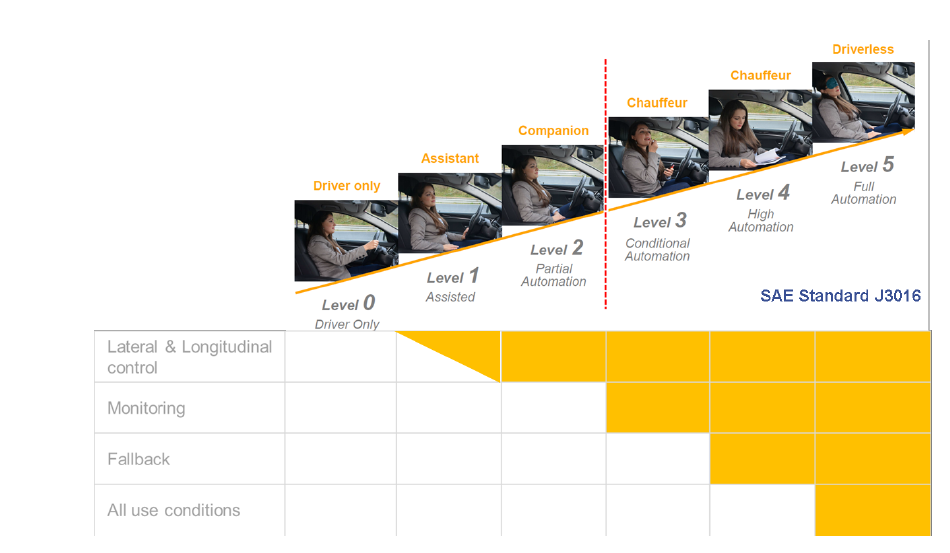 Driverless
Chauffeur
Chauffeur
Companion
Assistant
Driver only
Level 5
Full
Automation
Level 4
High
Automation
Level 3
Conditional
Automation
Level 2
Partial
Automation
Level 1
Assisted
Level 0
Driver Only
SAE Standard J3016
Lateral & Longitudinal
control
Monitoring
Fallback
All use conditions